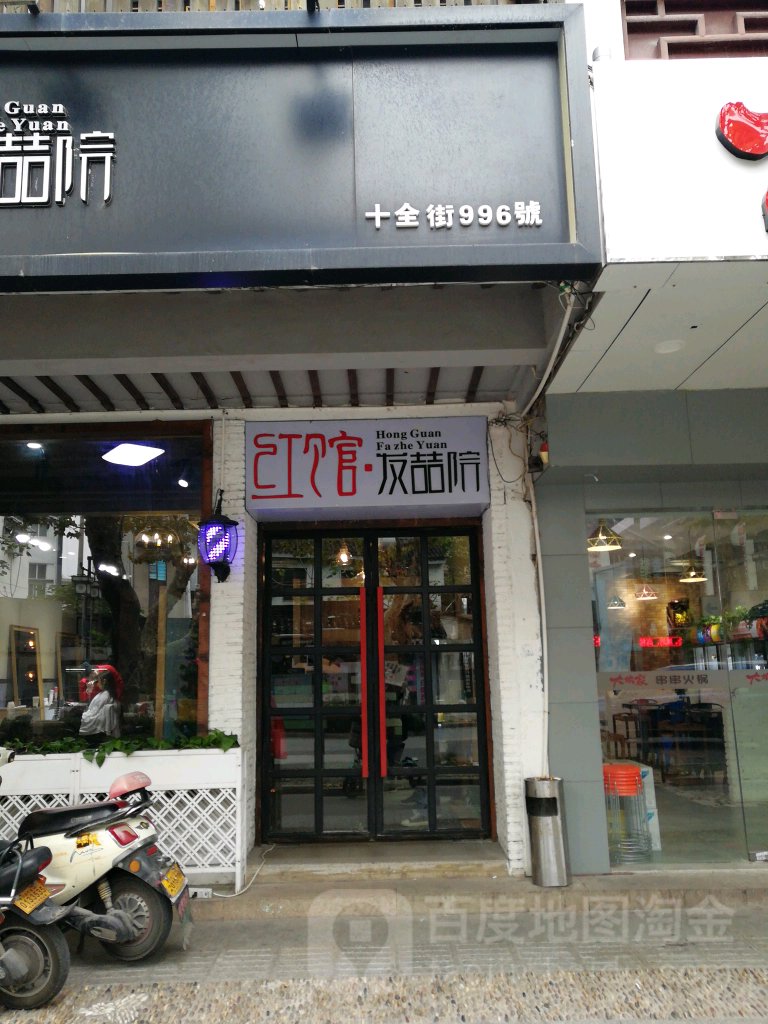 Guan
e Yuan
喆院
十全街996號
红馆·发喆院
Hong Guan
Fa zhe Yuan
串串火锅
百度地图淘金